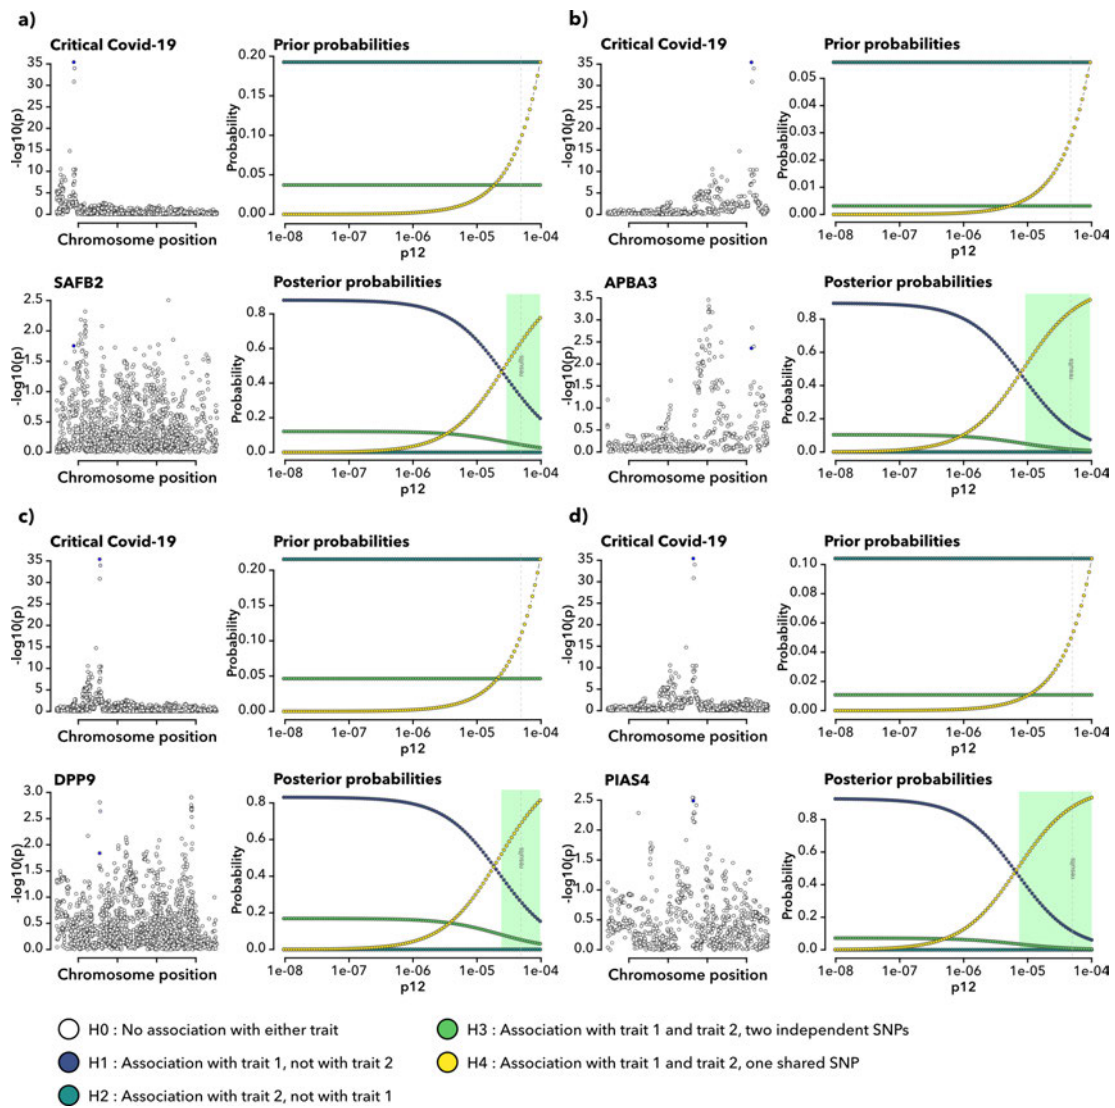 a)
Critical Covid-19
-log10(p)
35
30
25
20
15
10
5
0
Chromosome position
Prior probabilities
Probability
0.20
0.15
0.10
0.05
0.00
1e-08 1e-07 1e-06 1e-05 1e-04
p12
SAFB2
-log10(p)
2.5
2.0
1.5
1.0
0.5
0.0
Chromosome position
Posterior probabilities
Probability
0.8
0.6
0.4
0.2
0.0
results
1e-08 1e-07 1e-06 1e-05 1e-04
p12
b)
Critical Covid-19
-log10(p)
35
30
25
20
15
10
5
0
Chromosome position
Prior probabilities
Probability
0.05
0.04
0.03
0.02
0.01
0.00
1e-08 1e-07 1e-06 1e-05 1e-04
p12
APBA3
-log10(p)
3.5
3.0
2.5
2.0
1.5
1.0
0.5
0.0
Chromosome position
Posterior probabilities
Probability
0.8
0.6
0.4
0.2
0.0
results
1e-08 1e-07 1e-06 1e-05 1e-04
p12
c)
Critical Covid-19
-log10(p)
35
30
25
20
15
10
5
0
Chromosome position
Prior probabilities
Probability
0.20
0.15
0.10
0.05
0.00
1e-08 1e-07 1e-06 1e-05 1e-04
p12
DPP9
-log10(p)
3.0
2.5
2.0
1.5
1.0
0.5
0.0
Chromosome position
Posterior probabilities
Probability
0.8
0.6
0.4
0.2
0.0
results
1e-08 1e-07 1e-06 1e-05 1e-04
p12
d)
Critical Covid-19
-log10(p)
35
30
25
20
15
10
5
0
Chromosome position
Prior probabilities
Probability
0.10
0.08
0.06
0.04
0.02
0.00
1e-08 1e-07 1e-06 1e-05 1e-04
p12
PIAS4
-log10(p)
2.5
2.0
1.5
1.0
0.5
0.0
Chromosome position
Posterior probabilities
Probability
0.8
0.6
0.4
0.2
0.0
results
1e-08 1e-07 1e-06 1e-05 1e-04
p12
H0 : No association with either trait
H1 : Association with trait 1, not with trait 2
H2 : Association with trait 2, not with trait 1
H3 : Association with trait 1 and trait 2, two independent SNPs
H4 : Association with trait 1 and trait 2, one shared SNP